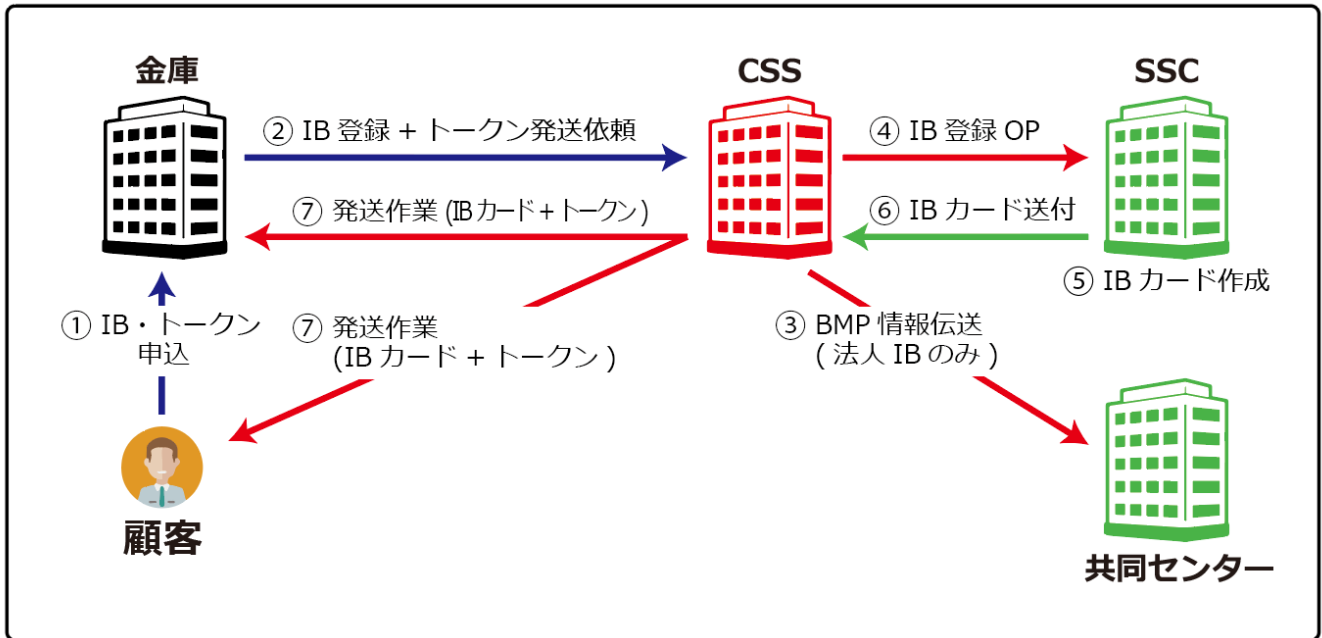 金庫
CSS
SSC
② IB 登録 + トークン発送依頼
④ IB 登録 OP
⑦ 発送作業 (IBカード+トークン)
⑥ IB カード送付
⑤ IB カード作成
① IB・トークン
申込
⑦ 発送作業
(IB カード + トークン )
③ BMP 情報伝送
( 法人 IB のみ )
顧客
共同センター